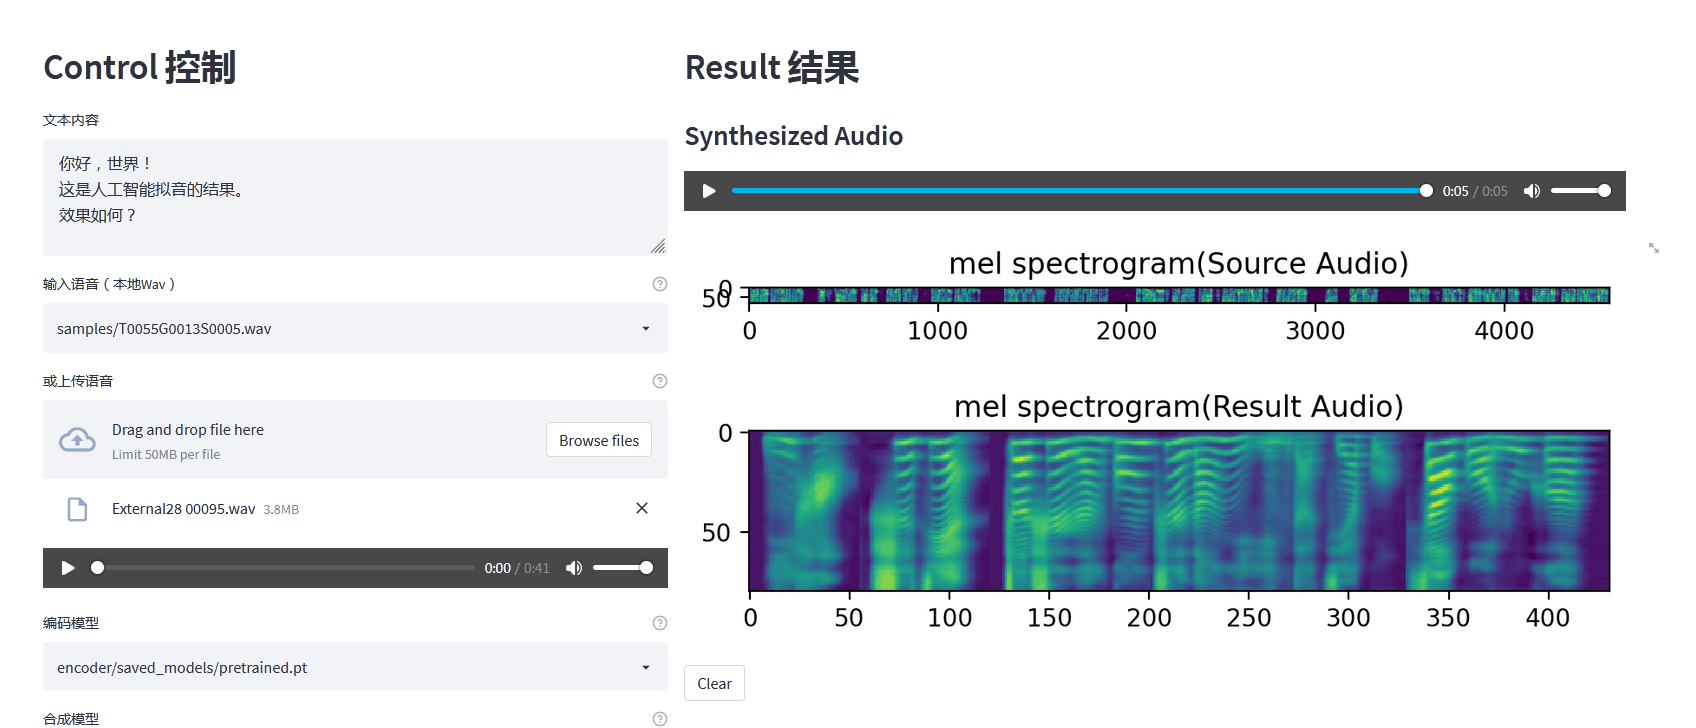 Control 控制
文本内容
你好，世界！
这是人工智能拟音的结果。
效果如何？
输入语音（本地Wav）
samples/T0055G0013S0005.wav
或上传语音
Drag and drop file here
Limit 50MB per file
Browse files
External28 00095.wav 3.8MB
0:00 / 0:41
编码模型
encoder/saved_models/pretrained.pt
合成模型
Result 结果
Synthesized Audio
0:05 / 0:05
mel spectrogram(Source Audio)
0
50
0 1000 2000 3000 4000
mel spectrogram(Result Audio)
0
50
0 50 100 150 200 250 300 350 400
Clear